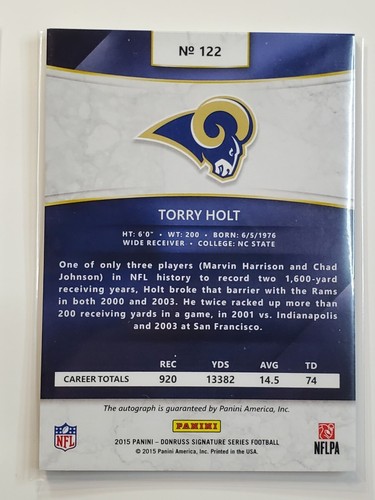 Nº 122
TORRY HOLT
HT: 6'0" • WT: 200 • BORN: 6/5/1976
WIDE RECEIVER • COLLEGE: NC STATE
One of only three players (Marvin Harrison and Chad
Johnson) in NFL history to record two 1,600-yard
receiving years, Holt broke that barrier with the Rams
in both 2000 and 2003. He twice racked up more than
200 receiving yards in a game, in 2001 vs. Indianapolis
and 2003 at San Francisco.
REC YDS AVG TD
CAREER TOTALS 920 13382 14.5 74
The autograph is guaranteed by Panini America, Inc.
PANINI
NFL
2015 PANINI – DONRUSS SIGNATURE SERIES FOOTBALL
© 2015 Panini America, Inc. Printed in the USA.
NFLPA